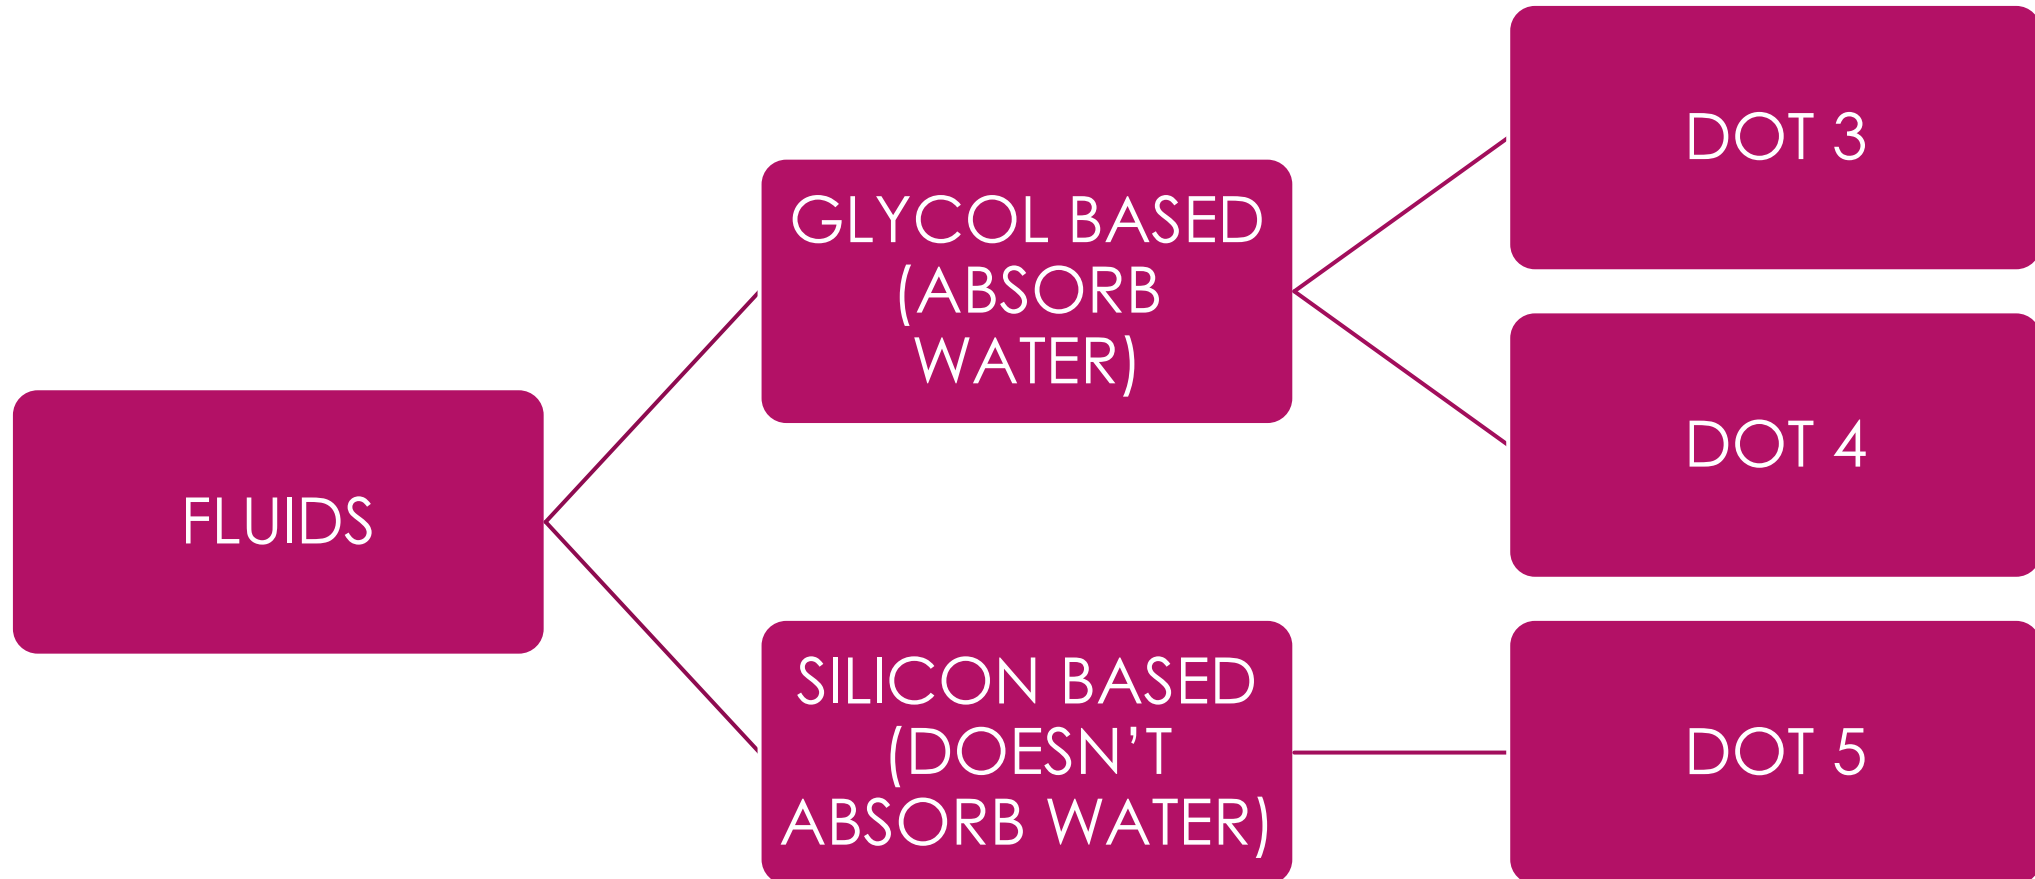 FLUIDS
GLYCOL BASED
(ABSORB
WATER)
DOT 3
DOT 4
SILICON BASED
(DOESN’T
ABSORB WATER)
DOT 5